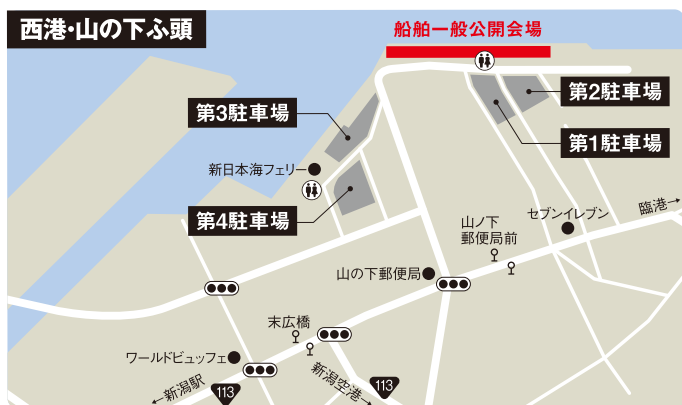 西港・山の下ふ頭
船舶一般公開会場
第2駐車場
第3駐車場
第1駐車場
新日本海フェリー
第4駐車場
セブンイレブン
臨港→
山ノ下
郵便局前
山の下郵便局
末広橋
ワールドビュッフェ
←新潟駅
113
新潟空港→
113